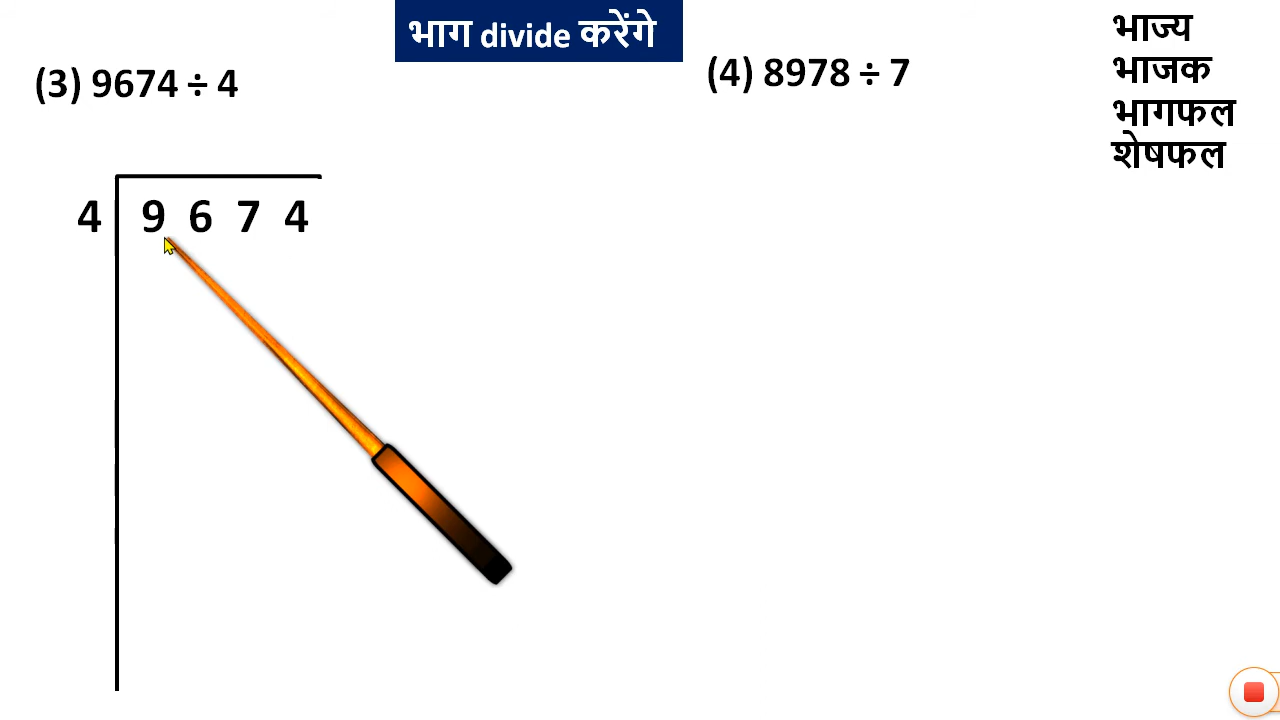 भाग divide करेंगे
(3) 9674 ÷ 4
(4) 8978 ÷ 7
भाज्य
भाजक
भागफल
शेषफल
4 9 6 7 4